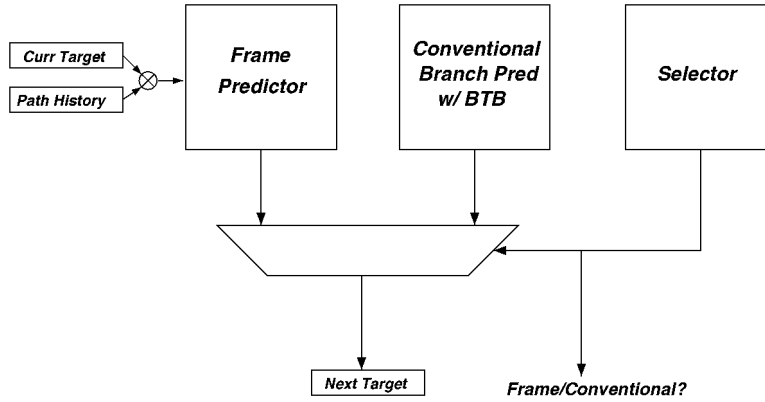 Curr Target
Path History
Frame
Predictor
Conventional
Branch Pred
w/ BTB
Selector
Next Target
Frame/Conventional?